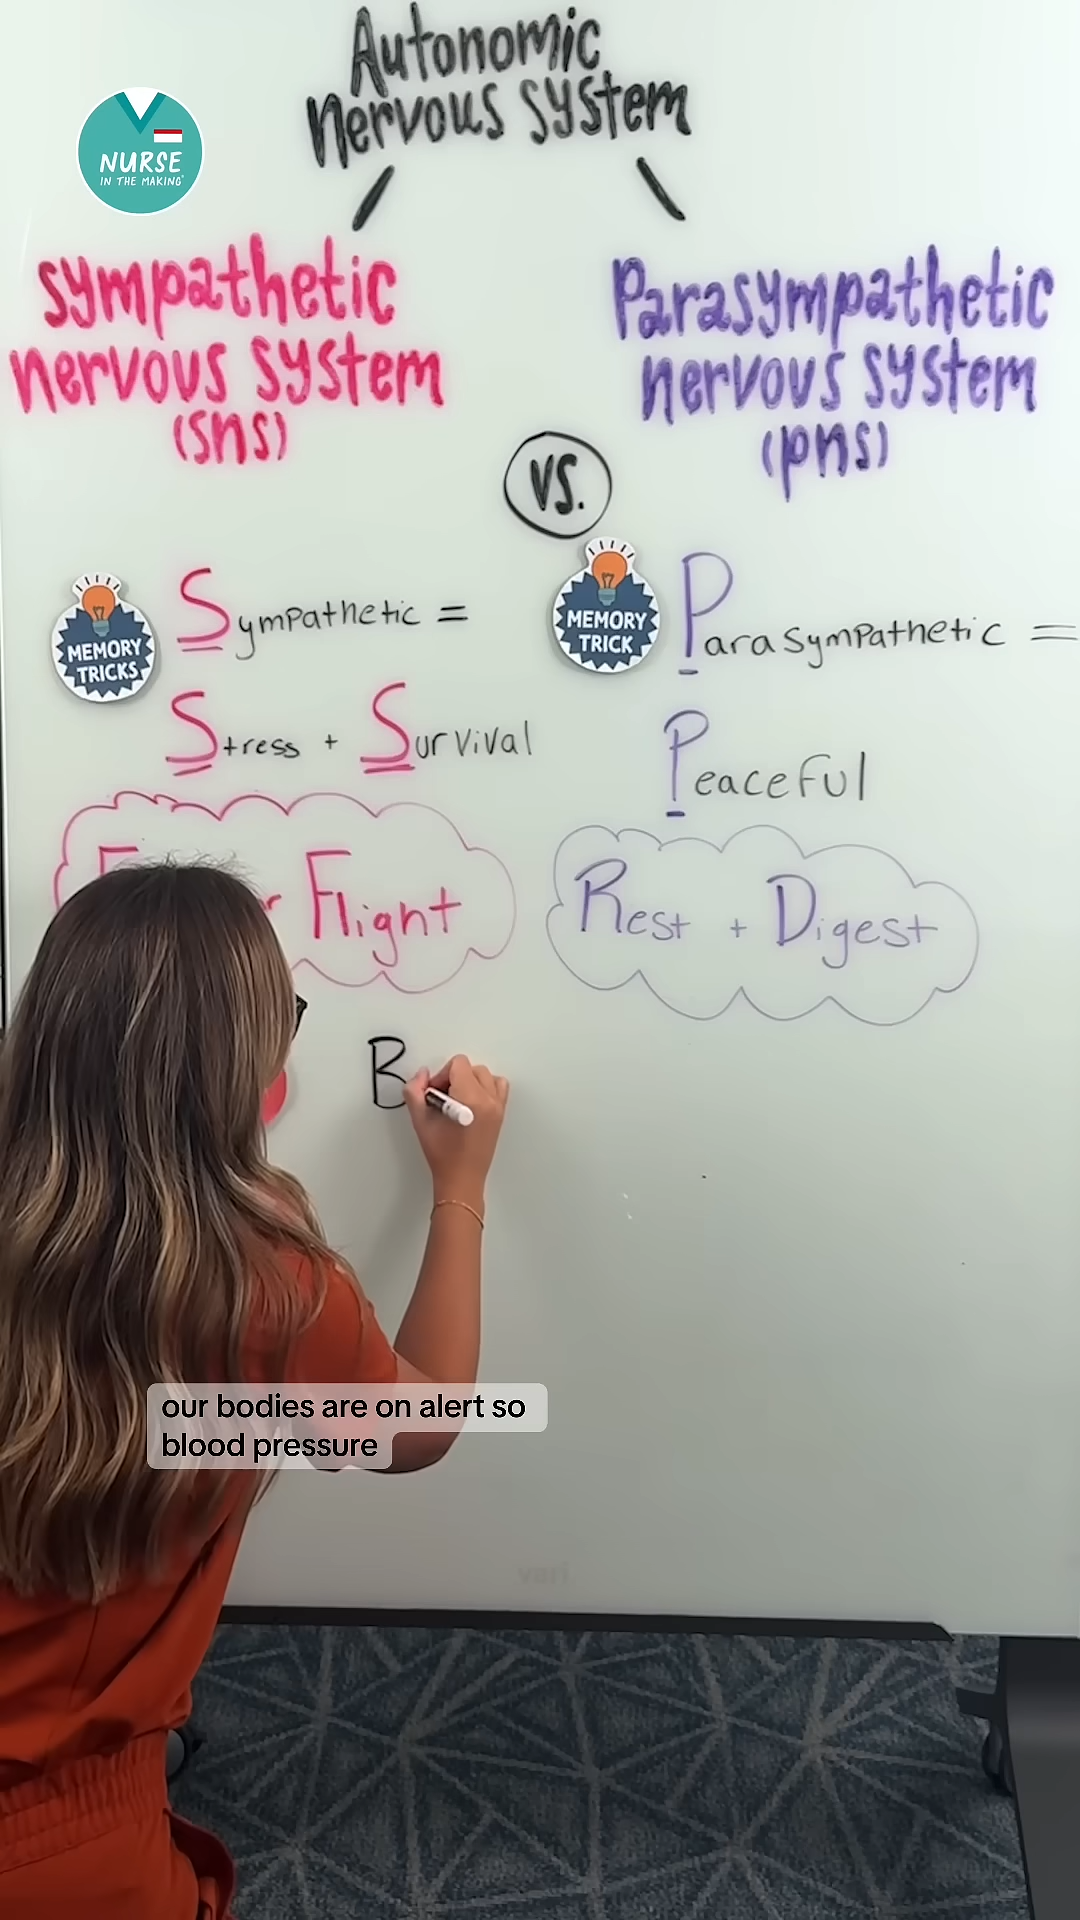 Autonomic
nervous system
NURSE
IN THE MAKING
sympathetic
nervous system
(sns)
Parasympathetic
nervous system
(pns)
VS.
MEMORY
TRICKS
Sympathetic =
Stress + Survival
Flight
MEMORY
TRICK
Parasympathetic =
Peaceful
Rest + Digest
B
our bodies are on alert so
blood pressure
vari